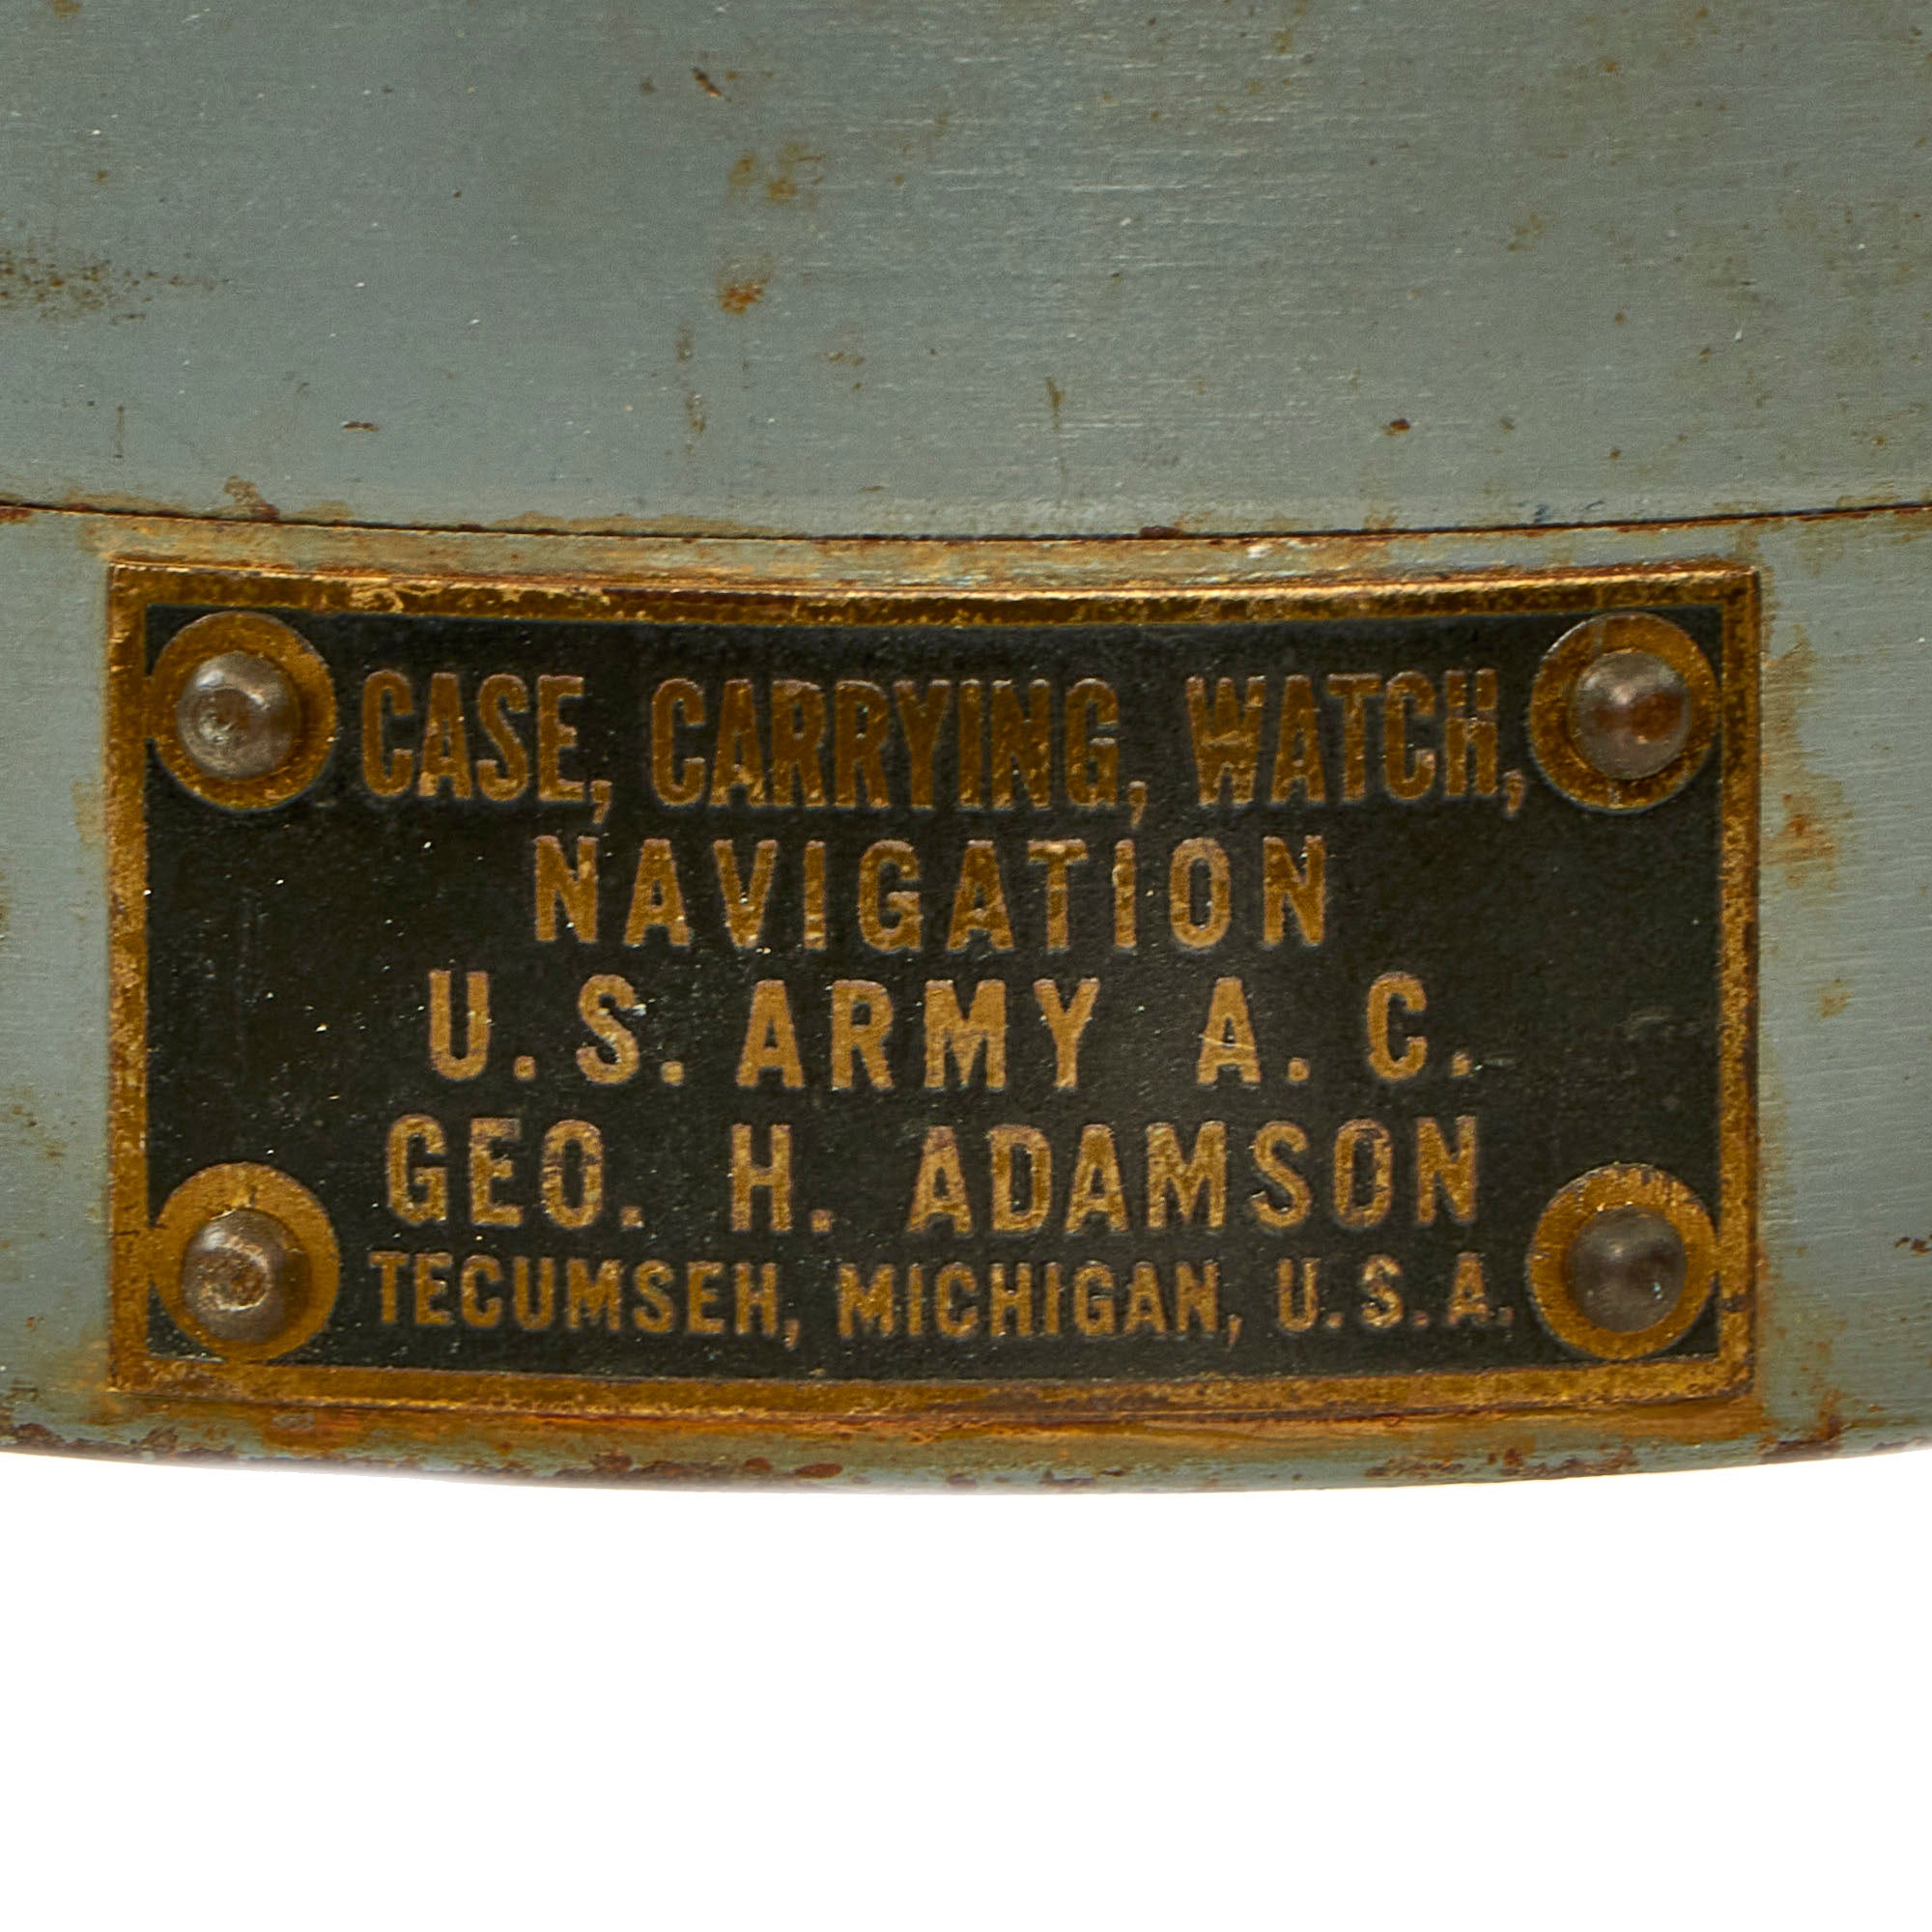 CASE, CARRYING, WATCH,
NAVIGATION
U. S. ARMY A. C.
GEO. H. ADAMSON
TECUMSEH, MICHIGAN, U.S.A.